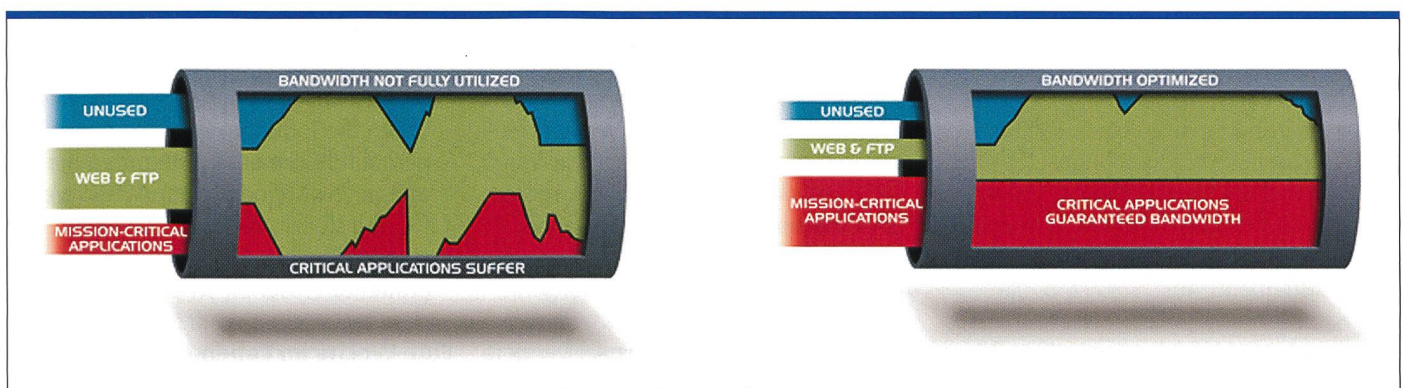 BANDWIDTH NOT FULLY UTILIZED
UNUSED
WEB & FTP
MISSION-CRITICAL
APPLICATIONS
CRITICAL APPLICATIONS SUFFER
BANDWIDTH OPTIMIZED
UNUSED
WEB & FTP
MISSION-CRITICAL
APPLICATIONS
CRITICAL APPLICATIONS
GUARANTEED BANDWIDTH